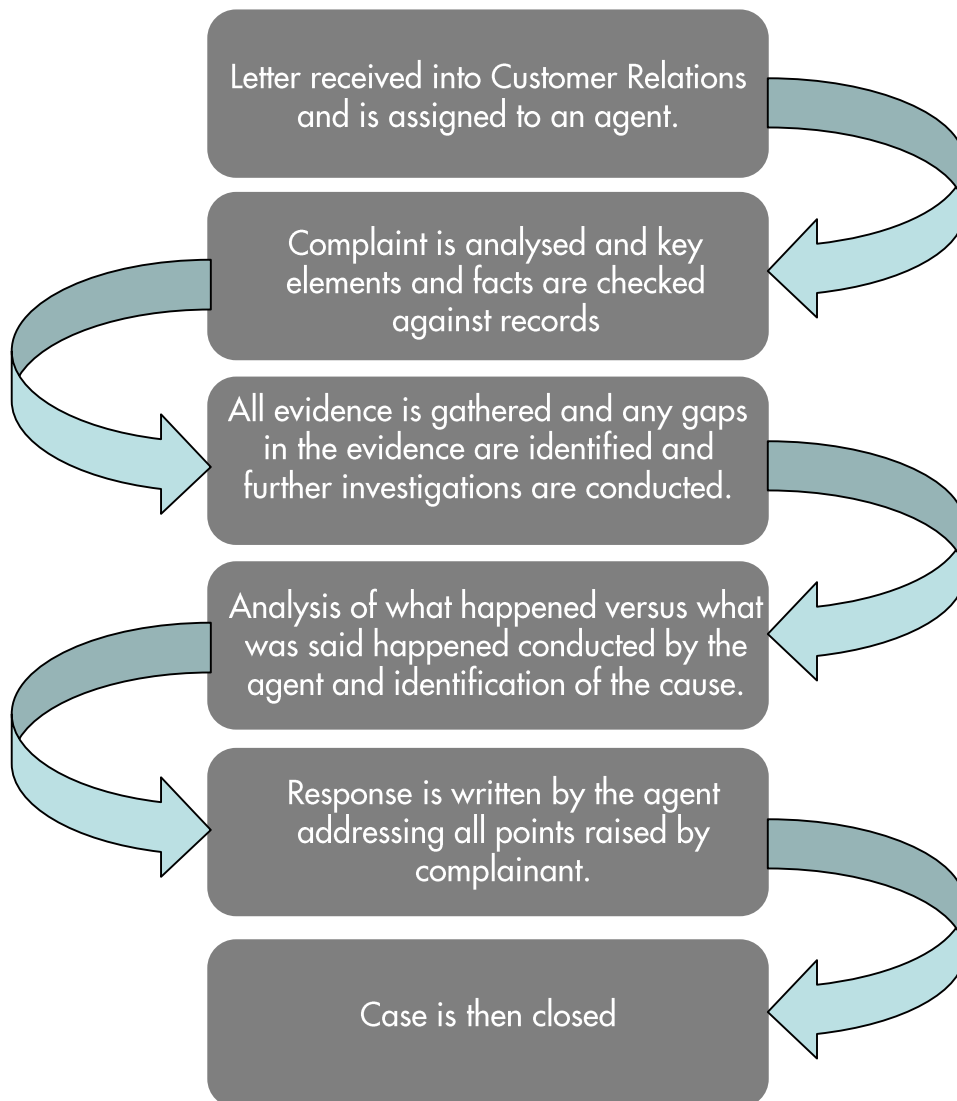 Letter received into Customer Relations
and is assigned to an agent.
Complaint is analysed and key
elements and facts are checked
against records
All evidence is gathered and any gaps
in the evidence are identified and
further investigations are conducted.
Analysis of what happened versus what
was said happened conducted by the
agent and identification of the cause.
Response is written by the agent
addressing all points raised by
complainant.
Case is then closed